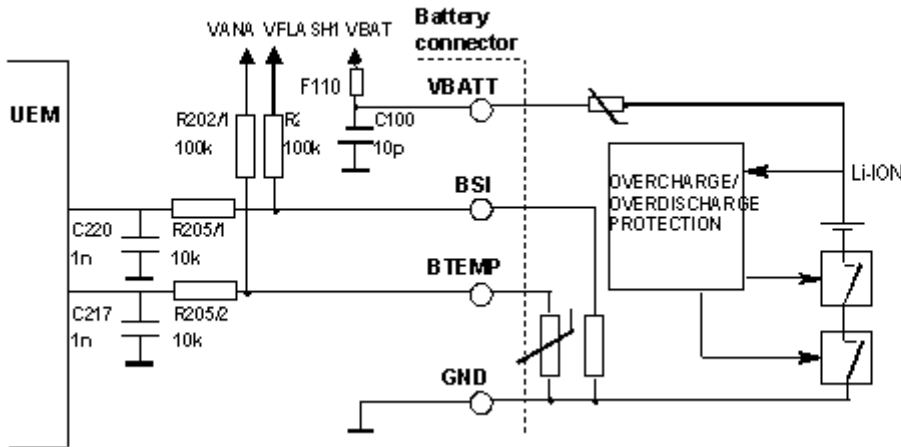 Battery
connector
VANA VFLASH1 VBAT
F110
VBATT
UEM
R202/1
100k
R2
100k
C100
10p
Li-ION
OVERCHARGE/
OVERDISCHARGE
PROTECTION
BSI
C220
1n
R205/1
10k
BTEMP
C217
1n
R205/2
10k
GND